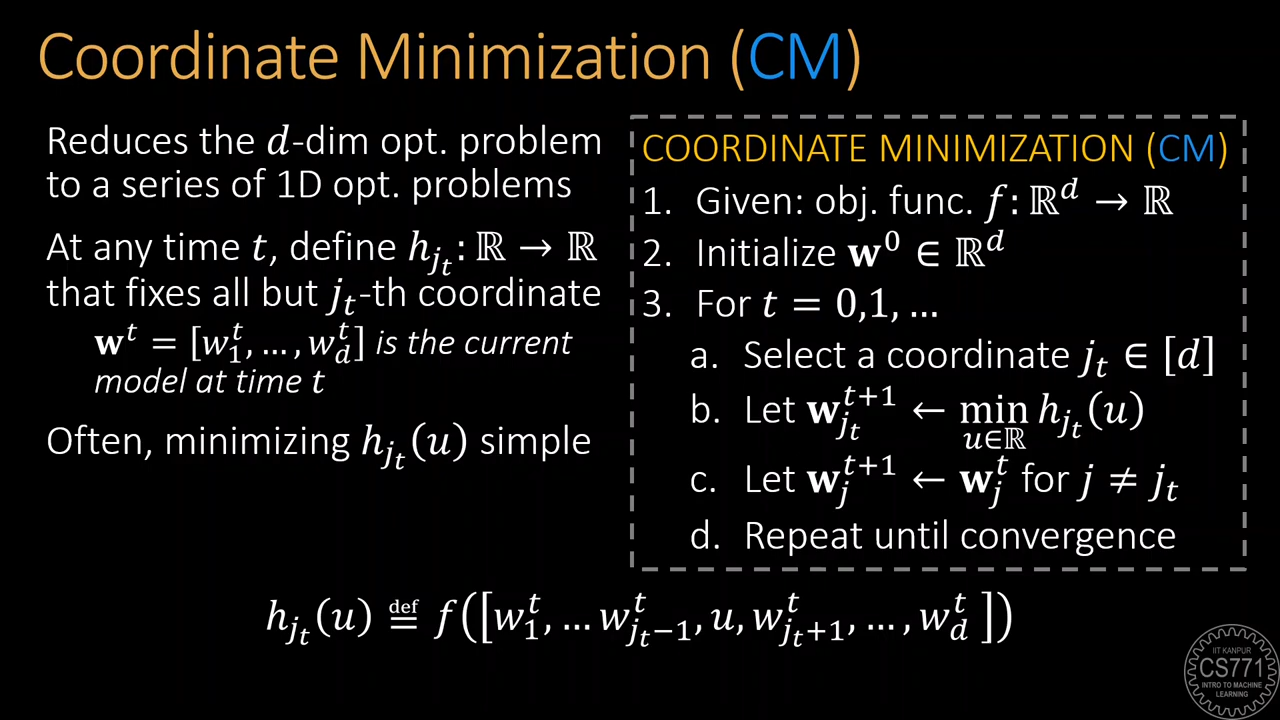 Coordinate Minimization (CM)
Reduces the 𝑑-dim opt. problem
to a series of 1D opt. problems
At any time 𝑡, define ℎ_{𝑗_𝑡}: ℝ → ℝ
that fixes all but 𝑗_𝑡-th coordinate
𝐰^𝑡 = [𝑤_1^𝑡, … , 𝑤_𝑑^𝑡] is the current
model at time 𝑡
Often, minimizing ℎ_{𝑗_𝑡}(𝑢) simple
COORDINATE MINIMIZATION (CM)
1. Given: obj. func. 𝑓: ℝ^𝑑 → ℝ
2. Initialize 𝐰^0 ∈ ℝ^𝑑
3. For 𝑡 = 0,1, …
a. Select a coordinate 𝑗_𝑡 ∈ [𝑑]
b. Let 𝐰_{𝑗_𝑡}^{𝑡+1} ← min_{𝑢∈ℝ} ℎ_{𝑗_𝑡}(𝑢)
c. Let 𝐰_𝑗^{𝑡+1} ← 𝐰_𝑗^𝑡 for 𝑗 ≠ 𝑗_𝑡
d. Repeat until convergence
ℎ_{𝑗_𝑡}(𝑢) ≝ 𝑓([𝑤_1^𝑡, … 𝑤_{𝑗_𝑡−1}^𝑡, 𝑢, 𝑤_{𝑗_𝑡+1}^𝑡, … , 𝑤_𝑑^𝑡 ])
IIT KANPUR
CS771
INTRO TO MACHINE
LEARNING